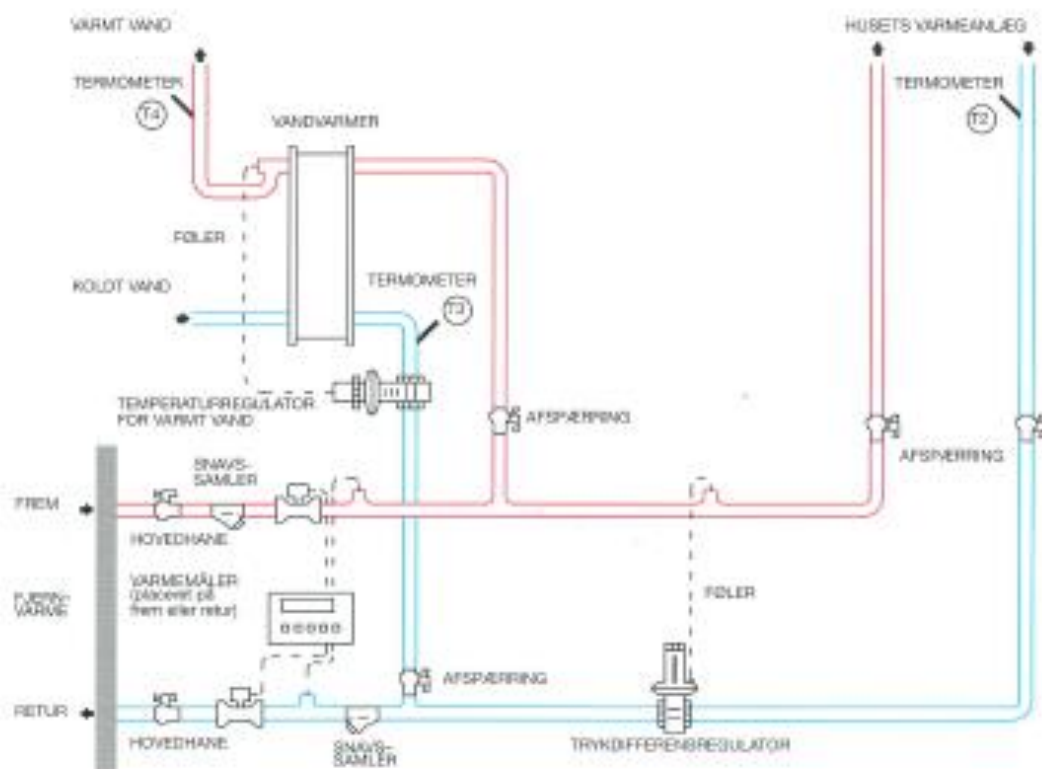 VARMT VAND
HUSETS VARMEANLÆG
TERMOMETER
T4
VANDVARMER
TERMOMETER
T2
FØLER
KOLDT VAND
TERMOMETER
T3
TEMPERATURREGULATOR
FOR VARMT VAND
AFSPÆRRING
AFSPÆRRING
SNAVS-
SAMLER
FREM
HOVEDHANE
FJERN-
VARME
VARMEMÅLER
(placeret på
frem eller retur)
FØLER
AFSPÆRRING
RETUR
HOVEDHANE
SNAVS-
SAMLER
TRYKDIFFERENSREGULATOR